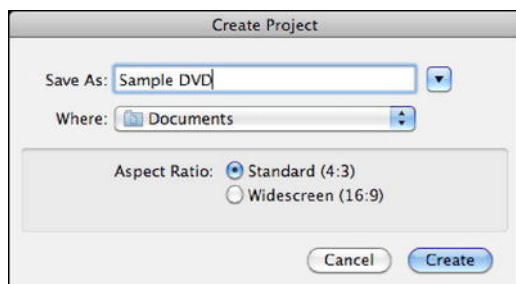 Create Project
Save As: Sample DVD
Where: Documents
Aspect Ratio: Standard (4:3)
Widescreen (16:9)
Cancel Create